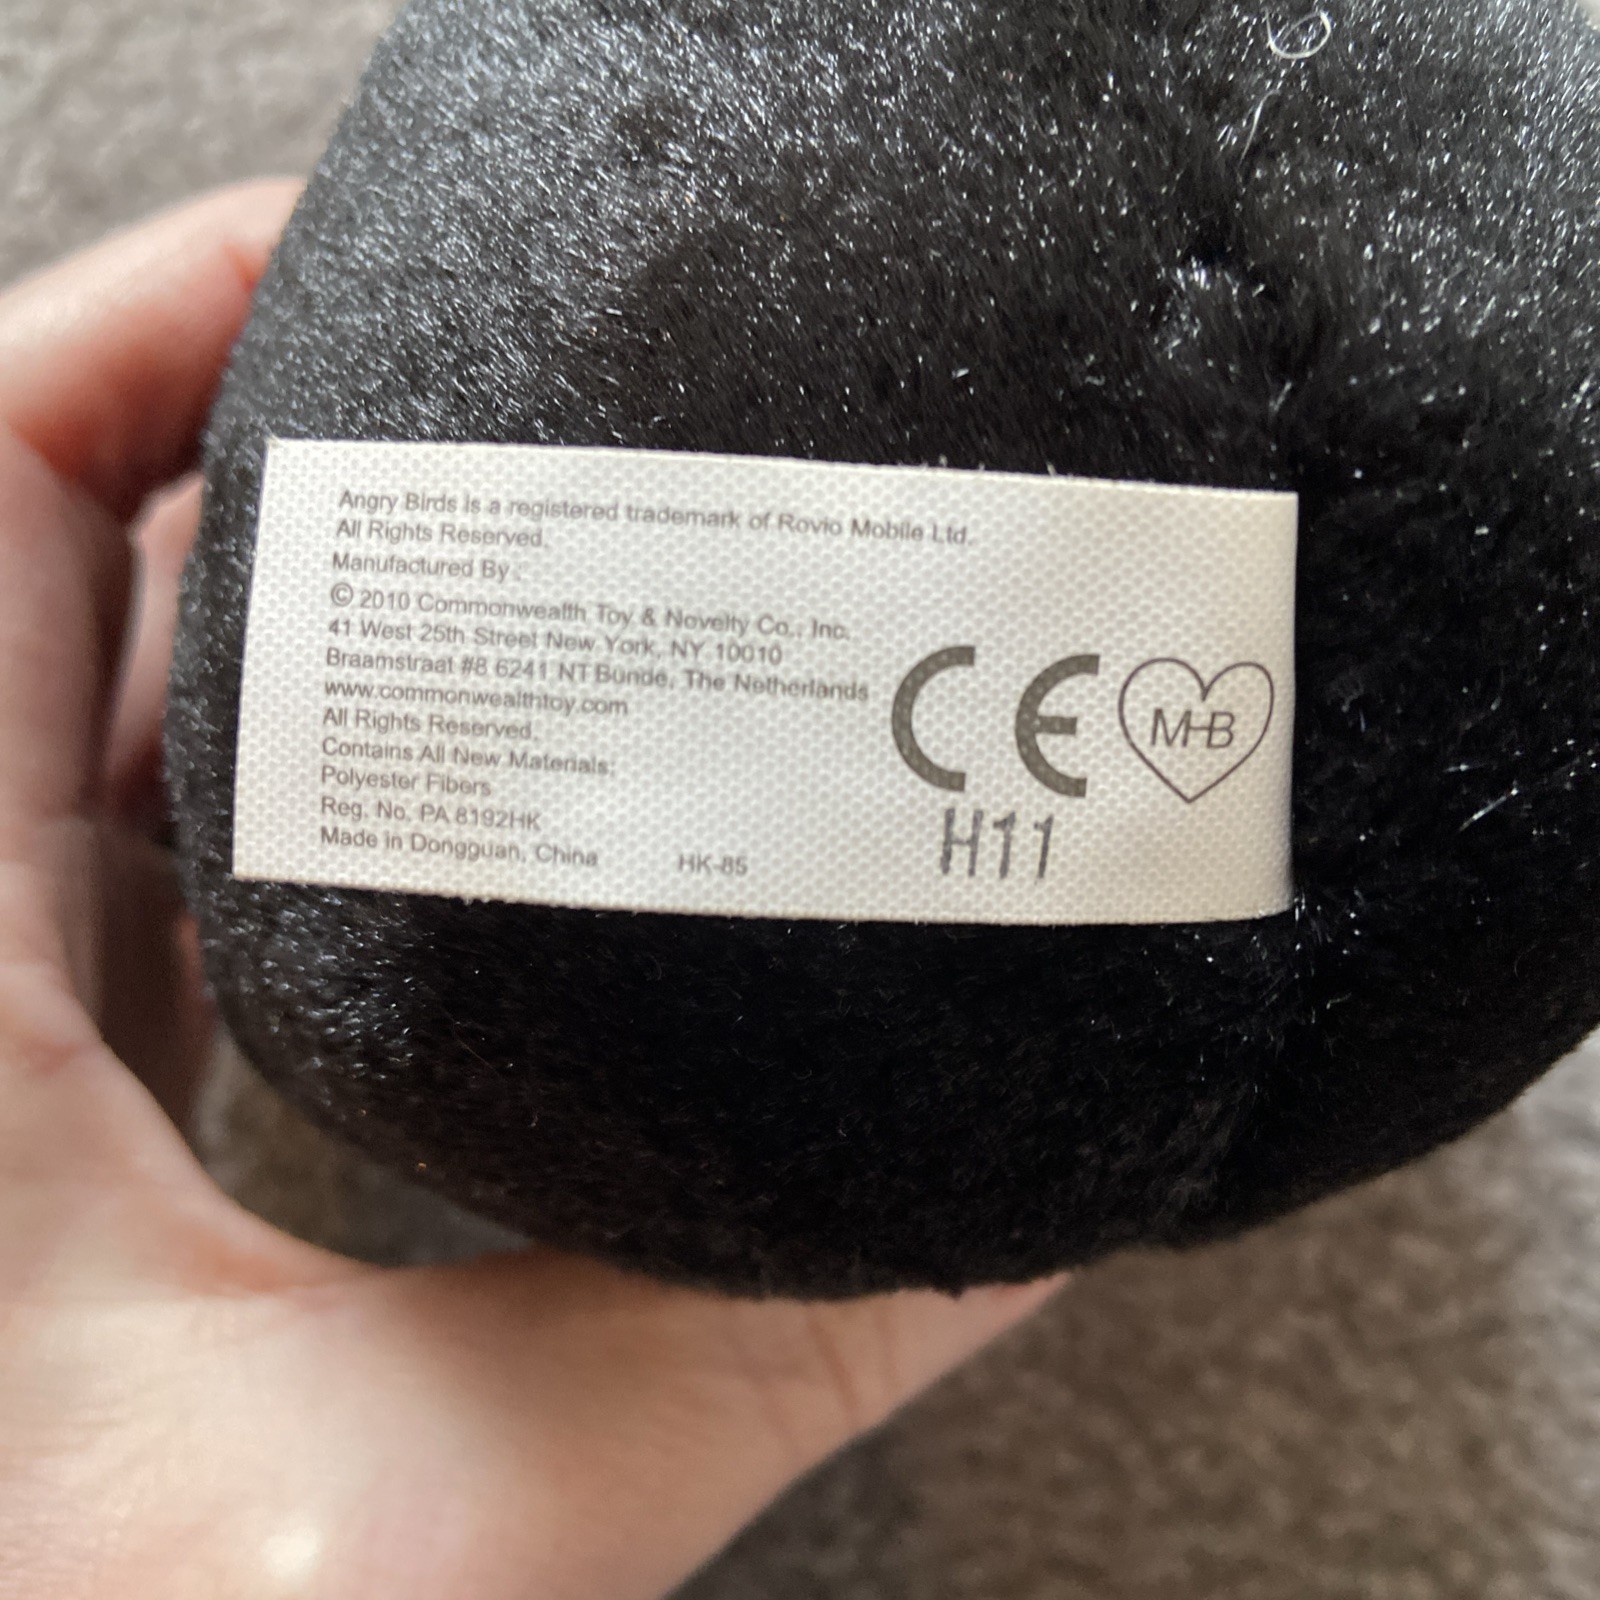 Angry Birds is a registered trademark of Rovio Mobile Ltd.
All Rights Reserved.
Manufactured By :
© 2010 Commonwealth Toy & Novelty Co., Inc.
41 West 25th Street New York, NY 10010
Braamstraat #8 6241 NT Bunde, The Netherlands
www.commonwealthtoy.com
All Rights Reserved.
Contains All New Materials:
Polyester Fibers
Reg. No. PA 8192HK
Made in Dongguan, China
HK-85
CE
MHB
H11